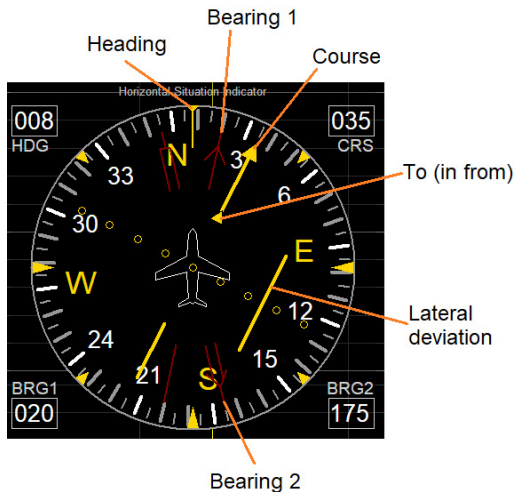 Bearing 1
Heading
Course
Horizontal Situation Indicator
008
HDG
035
CRS
N
3
33
6
To (in from)
30
E
W
12
Lateral
deviation
24
15
21
S
BRG1
020
BRG2
175
Bearing 2